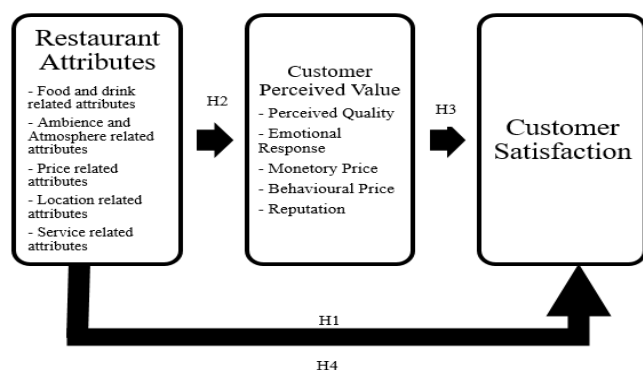 Restaurant
Attributes
- Food and drink
related attributes
- Ambience and
Atmosphere related
attributes
- Price related
attributes
- Location related
attributes
- Service related
attributes
H2
Customer
Perceived Value
- Perceived Quality
- Emotional
Response
- Monetory Price
- Behavioural Price
- Reputation
H3
Customer
Satisfaction
H1
H4